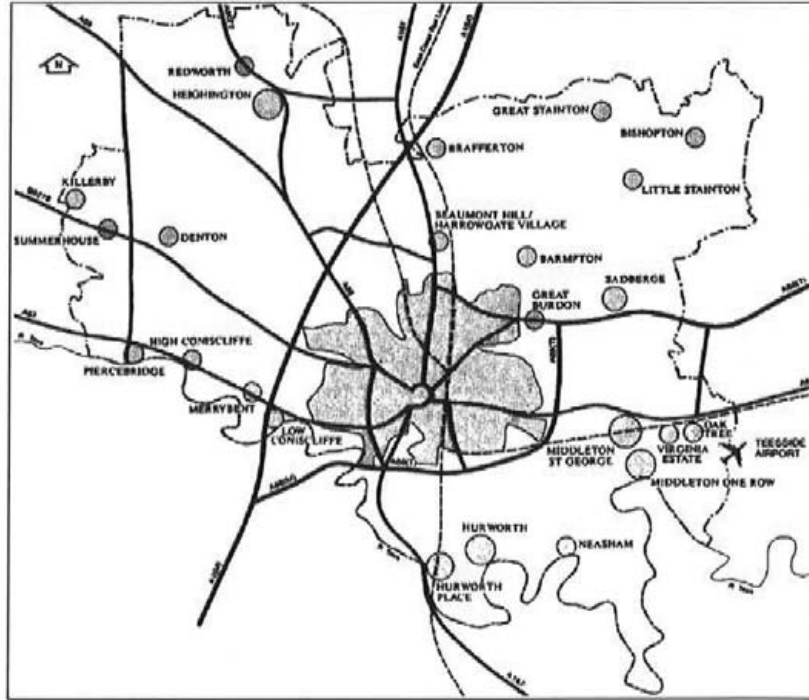 N
REDWORTH
HEIGHINGTON
GREAT STAINTON
BISHOPTON
BRAFFERTON
KILLERBY
LITTLE STAINTON
BEAUMONT HILL/
HARROWGATE VILLAGE
SUMMERHOUSE
DENTON
BARMPTON
SADBERGE
GREAT
BURDON
HIGH CONISCLIFFE
PIERCEBRIDGE
MERRYBENT
LOW
CONISCLIFFE
MIDDLETON
ST GEORGE
VIRGINIA
ESTATE
OAK
TREE
TEESSIDE
AIRPORT
MIDDLETON ONE ROW
HURWORTH
NEASHAM
HURWORTH
PLACE
A167